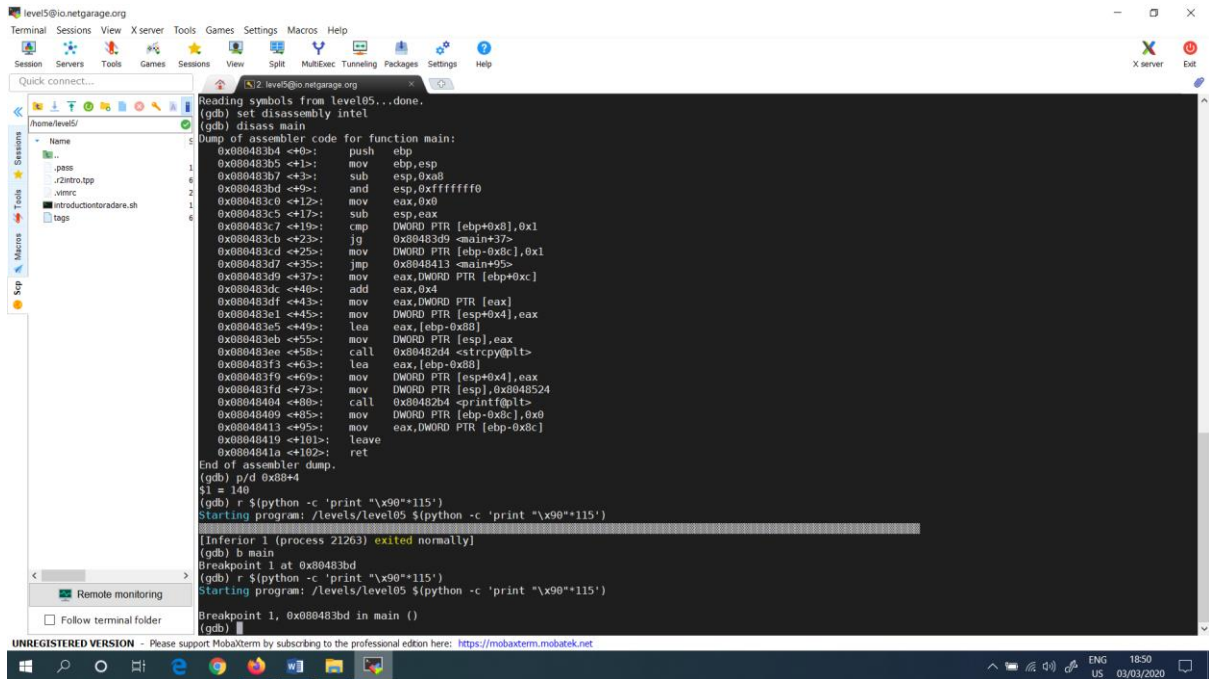 level5@io.netgarage.org
Terminal Sessions View X server Tools Games Settings Macros Help
Session Servers Tools Games Sessions View Split MultiExec Tunneling Packages Settings Help X server Exit
Quick connect...
2. level5@io.netgarage.org
/home/level5/
Name
..
.pass
.r2intro.tpp
.vimrc
introductiontoradare.sh
tags
Sessions
Tools
Macros
Scp
Reading symbols from level05...done.
(gdb) set disassembly intel
(gdb) disass main
Dump of assembler code for function main:
0x080483b4 <+0>: push ebp
0x080483b5 <+1>: mov ebp,esp
0x080483b7 <+3>: sub esp,0xa8
0x080483bd <+9>: and esp,0xfffffff0
0x080483c0 <+12>: mov eax,0x0
0x080483c5 <+17>: sub esp,eax
0x080483c7 <+19>: cmp DWORD PTR [ebp+0x8],0x1
0x080483cb <+23>: jg 0x80483d9 <main+37>
0x080483cd <+25>: mov DWORD PTR [ebp-0x8c],0x1
0x080483d7 <+35>: jmp 0x8048413 <main+95>
0x080483d9 <+37>: mov eax,DWORD PTR [ebp+0xc]
0x080483dc <+40>: add eax,0x4
0x080483df <+43>: mov eax,DWORD PTR [eax]
0x080483e1 <+45>: mov DWORD PTR [esp+0x4],eax
0x080483e5 <+49>: lea eax,[ebp-0x88]
0x080483eb <+55>: mov DWORD PTR [esp],eax
0x080483ee <+58>: call 0x80482d4 <strcpy@plt>
0x080483f3 <+63>: lea eax,[ebp-0x88]
0x080483f9 <+69>: mov DWORD PTR [esp+0x4],eax
0x080483fd <+73>: mov DWORD PTR [esp],0x8048524
0x08048404 <+80>: call 0x80482b4 <printf@plt>
0x08048409 <+85>: mov DWORD PTR [ebp-0x8c],0x0
0x08048413 <+95>: mov eax,DWORD PTR [ebp-0x8c]
0x08048419 <+101>: leave
0x0804841a <+102>: ret
End of assembler dump.
(gdb) p/d 0x88+4
$1 = 140
(gdb) r $(python -c 'print "\x90"*115')
Starting program: /levels/level05 $(python -c 'print "\x90"*115')
[Inferior 1 (process 21263) exited normally]
(gdb) b main
Breakpoint 1 at 0x80483bd
(gdb) r $(python -c 'print "\x90"*115')
Starting program: /levels/level05 $(python -c 'print "\x90"*115')
Breakpoint 1, 0x080483bd in main ()
(gdb)
Remote monitoring
Follow terminal folder
UNREGISTERED VERSION - Please support MobaXterm by subscribing to the professional edition here: https://mobaxterm.mobatek.net
ENG 18:50
US 03/03/2020